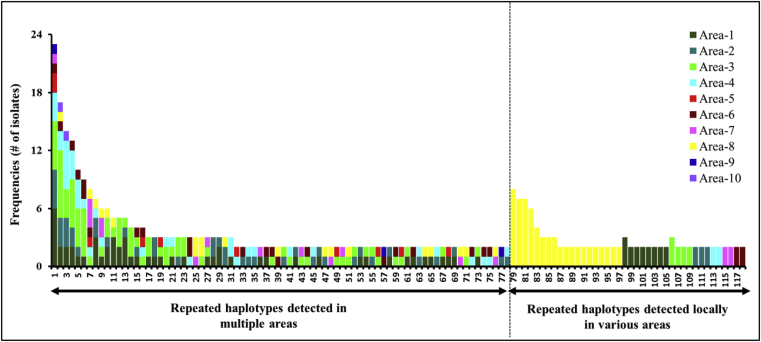 Frequencies (# of isolates)
24
18
12
6
0
1 3 5 7 9 11 13 15 17 19 21 23 25 27 29 31 33 35 37 39 41 43 45 47 49 51 53 55 57 59 61 63 65 67 69 71 73 75 77 79 81 83 85 87 89 91 93 95 97 99 101 103 105 107 109 111 113 115 117
Area-1
Area-2
Area-3
Area-4
Area-5
Area-6
Area-7
Area-8
Area-9
Area-10
Repeated haplotypes detected in
multiple areas
Repeated haplotypes detected locally
in various areas